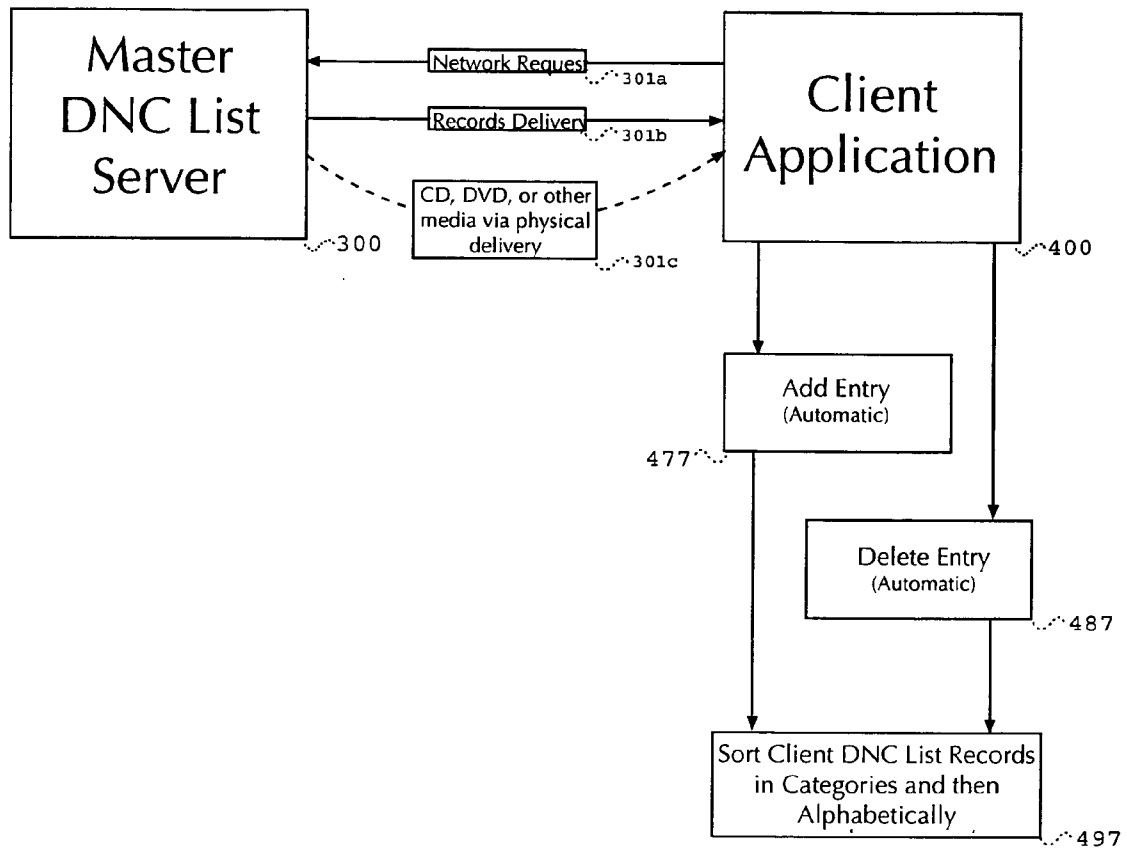 Master
DNC List
Server
300
Network Reques
301a
Records Delivery
301b
CD, DVD, or other
media via physical
delivery
301c
Client
Application
400
Add Entry
(Automatic)
477
Delete Entry
(Automatic)
487
Sort Client DNC List Records
in Categories and then
Alphabetically
497